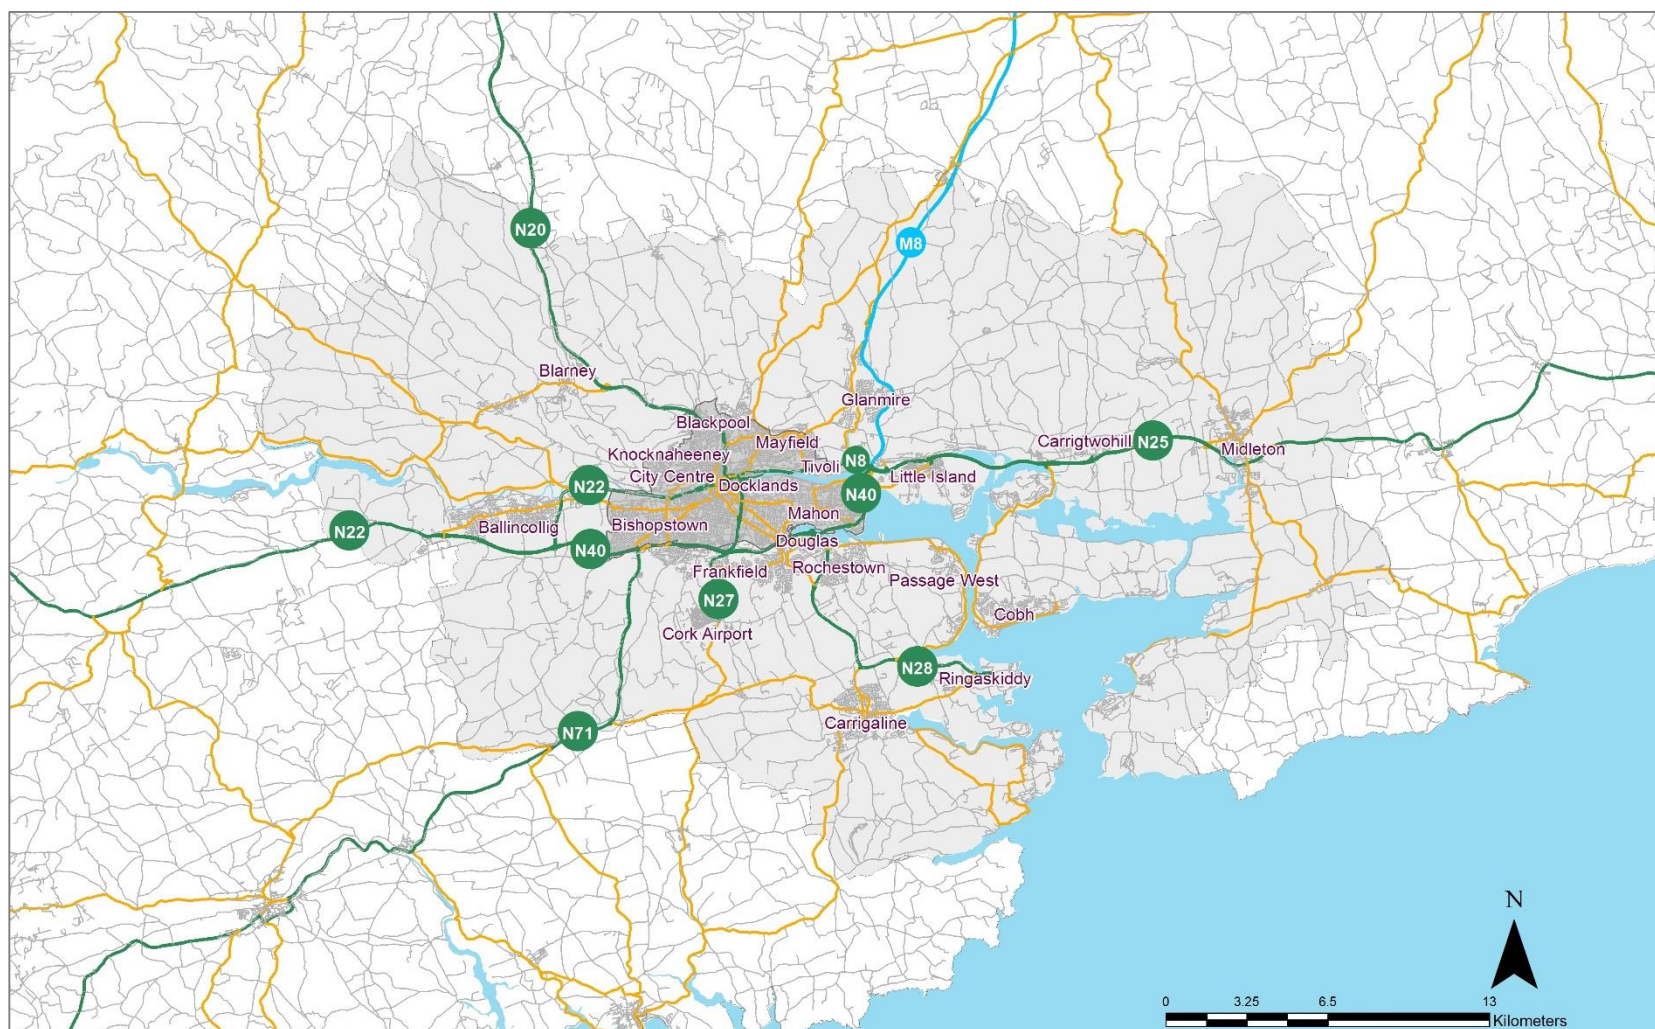 N20
M8
Blarney
Glanmire
Blackpool
Mayfield
Carrigtwohill
N25
Midleton
Knocknaheeney
Tivoli
N8
City Centre
Docklands
Little Island
N22
N40
Mahon
Ballincollig
Bishopstown
N22
N40
Douglas
Frankfield
Rochestown
Passage West
N27
Cobh
Cork Airport
N28
Ringaskiddy
Carrigaline
N71
N
0
3.25
6.5
13
Kilometers